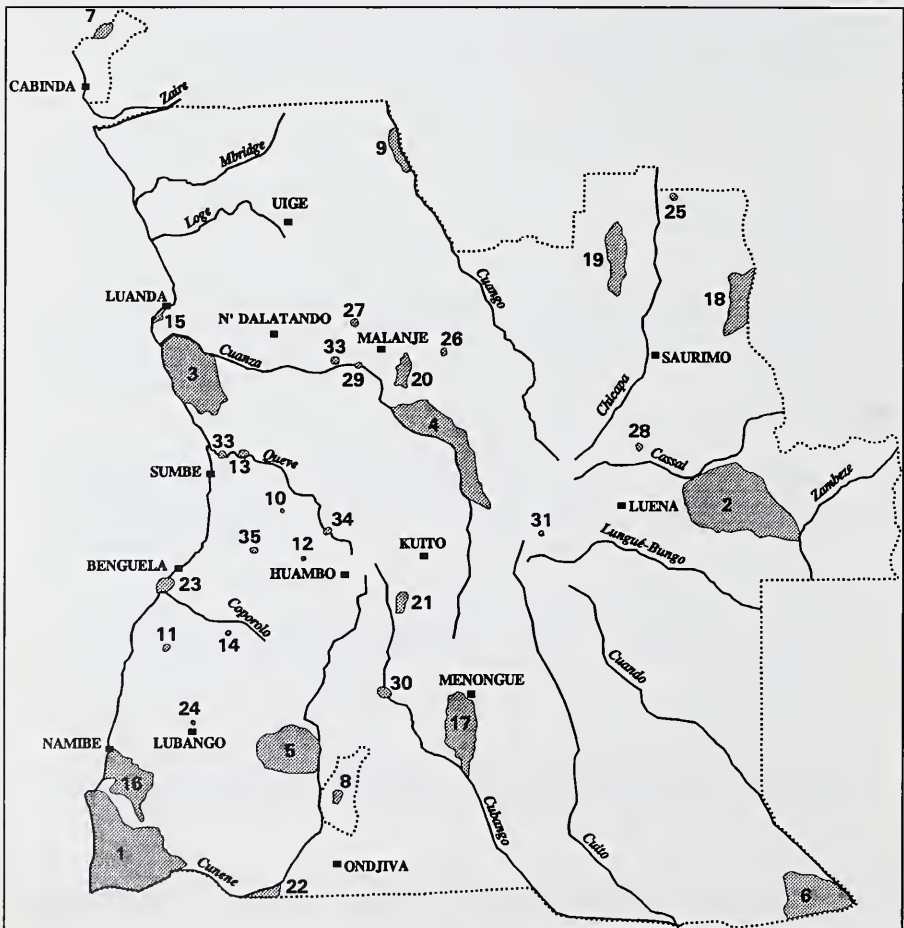 7
CABINDA
Zaire
9
Mbridge
UIGE
Loge
25
19
18
Cuango
LUANDA
15
N' DALATANDO
27
MALANJE
26
33
29
20
SAURIMO
Cuanza
3
Chicapa
4
28
Cassai
33
13
Queve
SUMBE
10
2
Zambeze
LUENA
34
31
35
12
KUITO
Lungué-Bungo
BENGUELA
HUAMBO
23
21
Coporolo
14
11
Cuando
30
MENONGUE
17
24
LUBANGO
NAMIBE
5
16
8
Cubango
Cuito
1
Cunene
ONDJIVA
22
6